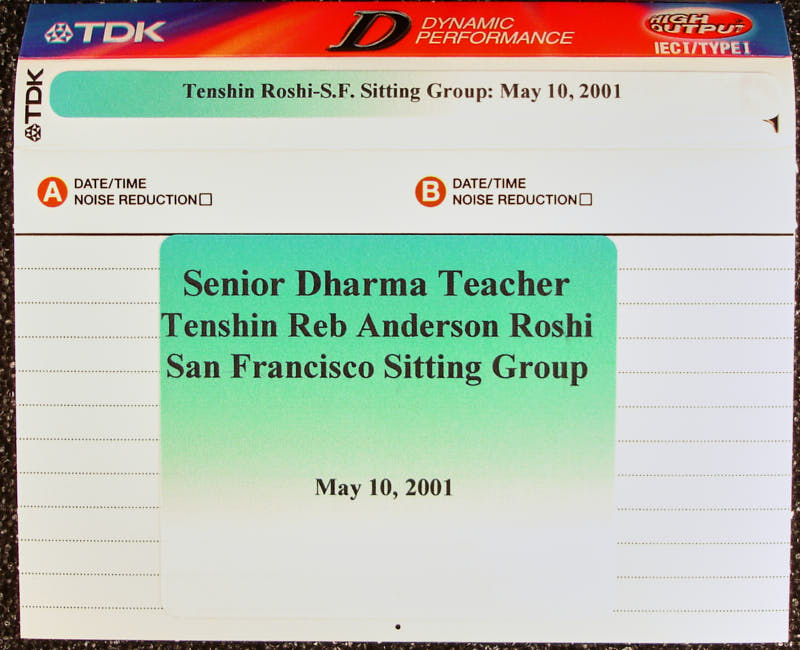 TDK
D DYNAMIC
PERFORMANCE
HIGH
OUTPUT
IECI/TYPE I
TDK
Tenshin Roshi-S.F. Sitting Group: May 10, 2001
A DATE/TIME
NOISE REDUCTION
B DATE/TIME
NOISE REDUCTION
Senior Dharma Teacher
Tenshin Reb Anderson Roshi
San Francisco Sitting Group
May 10, 2001